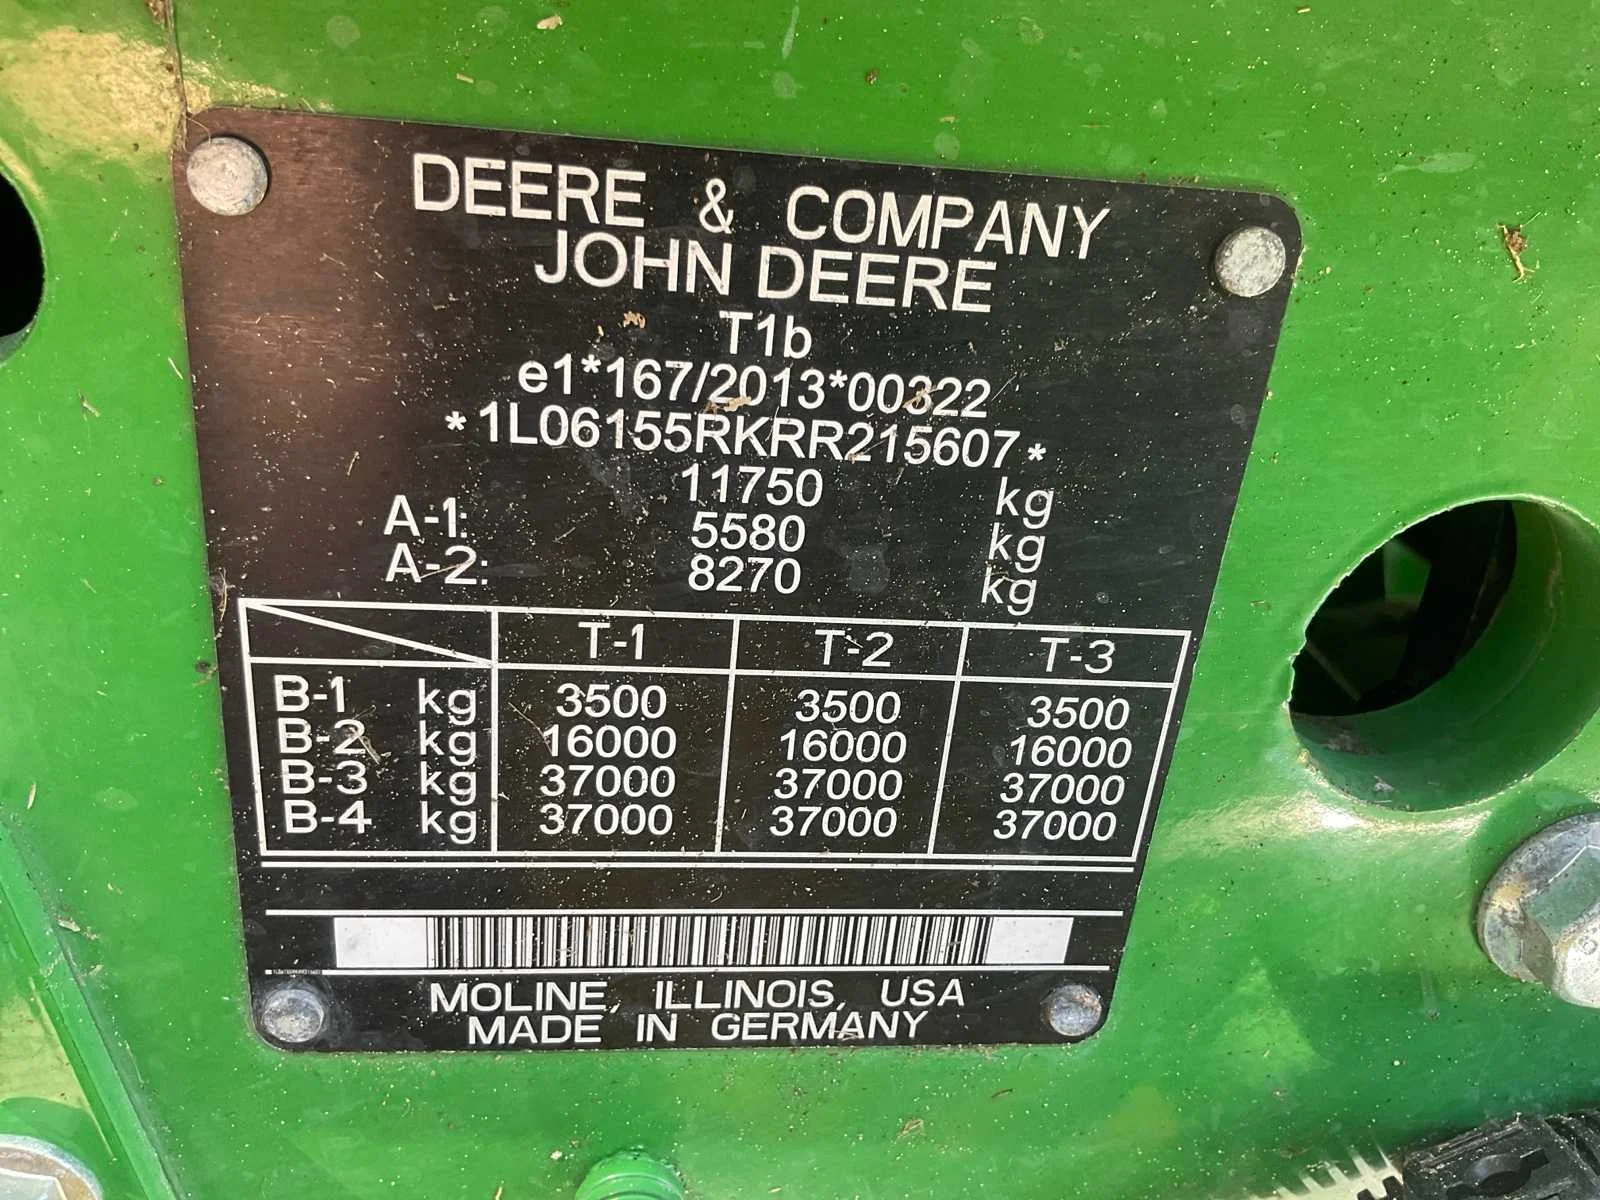 DEERE & COMPANY
JOHN DEERE
T1b
e1*167/2013*00322
*1L06155RKRR215607*
11750 kg
A-1: 5580 kg
A-2: 8270 kg
T-1 T-2 T-3
B-1 kg 3500 3500 3500
B-2 kg 16000 16000 16000
B-3 kg 37000 37000 37000
B-4 kg 37000 37000 37000
MOLINE, ILLINOIS, USA
MADE IN GERMANY